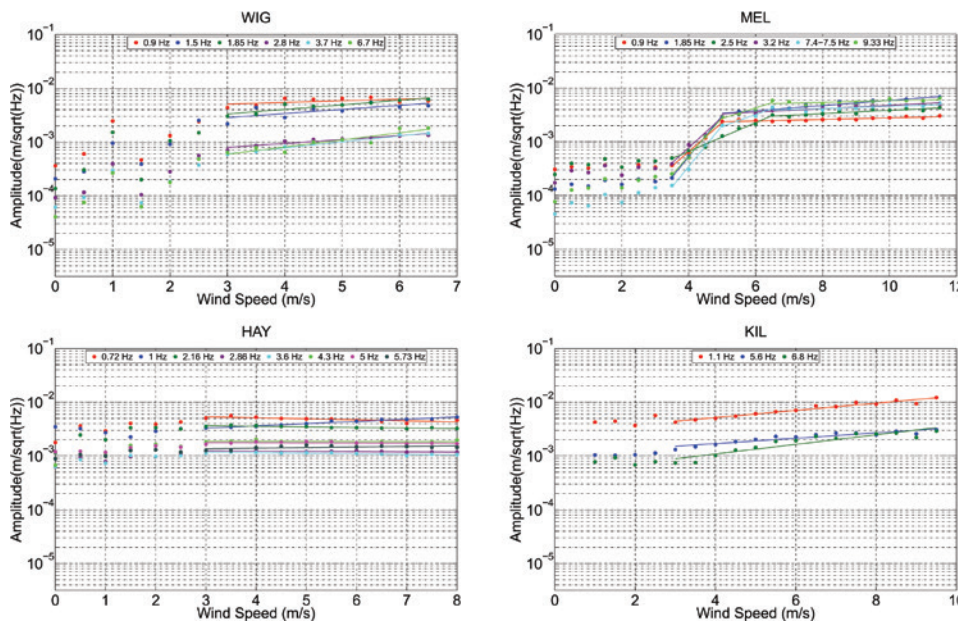 WIG
0.9 Hz 1.5 Hz 1.85 Hz 2.8 Hz 3.7 Hz 6.7 Hz
Amplitude(m/sqrt(Hz))
10⁻¹
10⁻²
10⁻³
10⁻⁴
10⁻⁵
0 1 2 3 4 5 6 7
Wind Speed (m/s)
MEL
0.9 Hz 1.85 Hz 2.5 Hz 3.2 Hz 7.4-7.5 Hz 9.33 Hz
Amplitude(m/sqrt(Hz))
10⁻¹
10⁻²
10⁻³
10⁻⁴
10⁻⁵
0 2 4 6 8 10 12
Wind Speed (m/s)
HAY
0.72 Hz 1 Hz 2.16 Hz 2.86 Hz 3.6 Hz 4.3 Hz 5 Hz 5.73 Hz
Amplitude(m/sqrt(Hz))
10⁻¹
10⁻²
10⁻³
10⁻⁴
10⁻⁵
0 1 2 3 4 5 6 7 8
Wind Speed (m/s)
KIL
1.1 Hz 5.6 Hz 6.8 Hz
Amplitude(m/sqrt(Hz))
10⁻¹
10⁻²
10⁻³
10⁻⁴
10⁻⁵
0 2 4 6 8 10
Wind Speed (m/s)